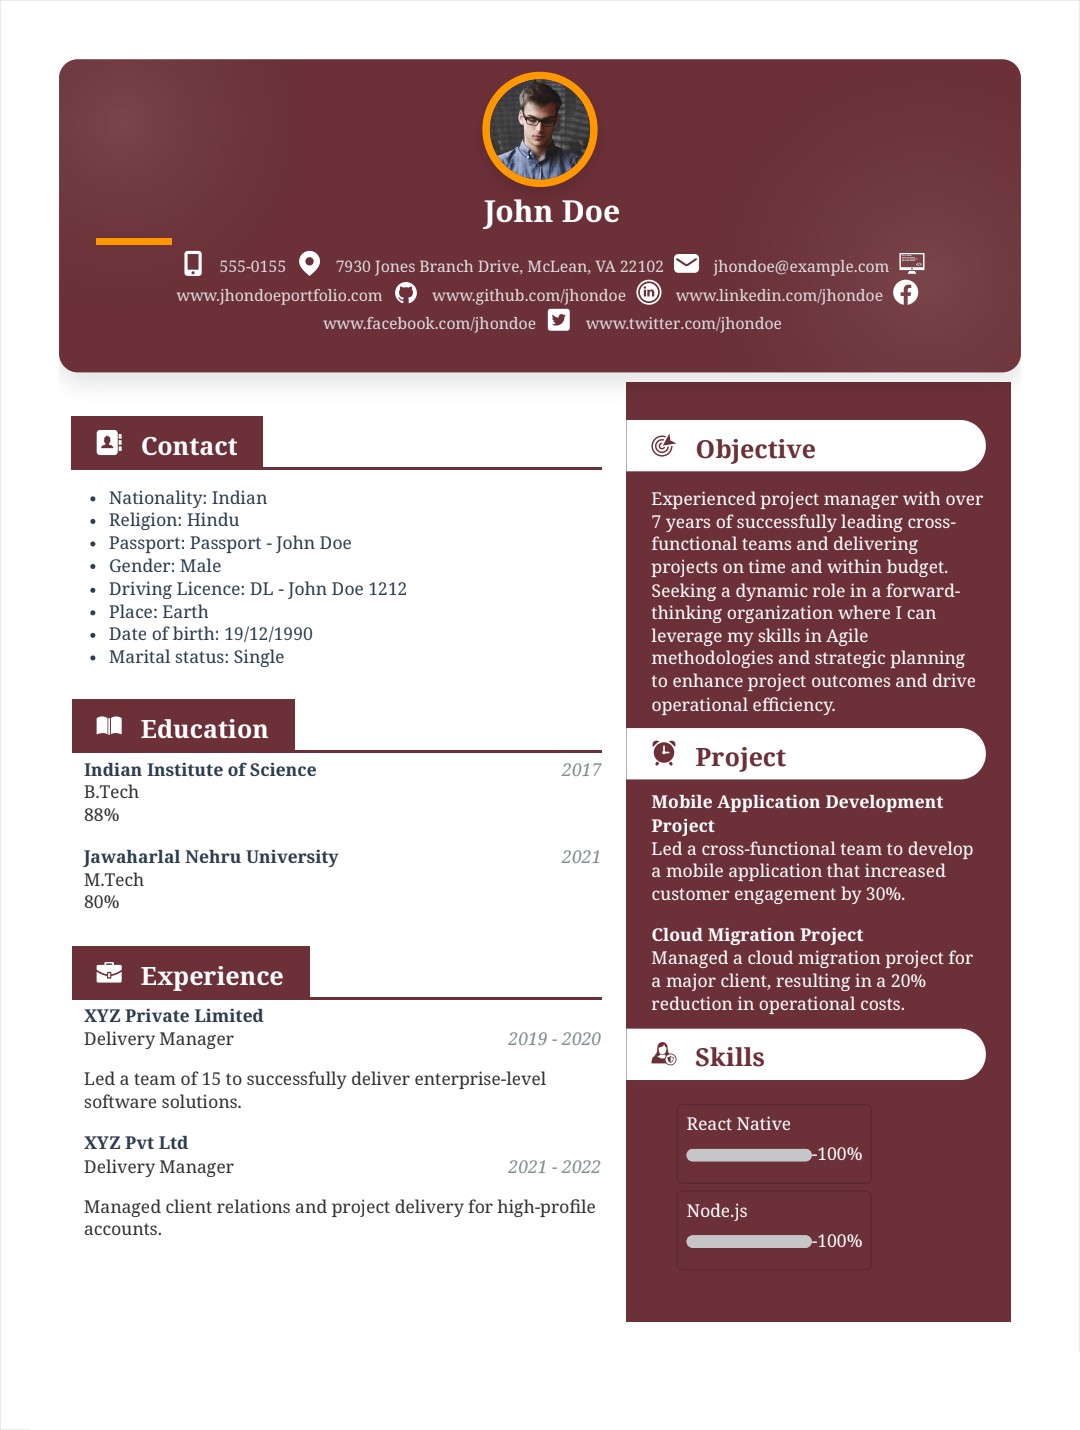 John Doe
555-0155 7930 Jones Branch Drive, McLean, VA 22102 jhondoe@example.com
www.jhondoeportfolio.com www.github.com/jhondoe www.linkedin.com/jhondoe
www.facebook.com/jhondoe www.twitter.com/jhondoe
Contact
• Nationality: Indian
• Religion: Hindu
• Passport: Passport - John Doe
• Gender: Male
• Driving Licence: DL - John Doe 1212
• Place: Earth
• Date of birth: 19/12/1990
• Marital status: Single
Education
Indian Institute of Science 2017
B.Tech
88%
Jawaharlal Nehru University 2021
M.Tech
80%
Experience
XYZ Private Limited
Delivery Manager 2019 - 2020
Led a team of 15 to successfully deliver enterprise-level
software solutions.
XYZ Pvt Ltd
Delivery Manager 2021 - 2022
Managed client relations and project delivery for high-profile
accounts.
Objective
Experienced project manager with over
7 years of successfully leading cross-
functional teams and delivering
projects on time and within budget.
Seeking a dynamic role in a forward-
thinking organization where I can
leverage my skills in Agile
methodologies and strategic planning
to enhance project outcomes and drive
operational efficiency.
Project
Mobile Application Development
Project
Led a cross-functional team to develop
a mobile application that increased
customer engagement by 30%.
Cloud Migration Project
Managed a cloud migration project for
a major client, resulting in a 20%
reduction in operational costs.
Skills
React Native
-100%
Node.js
-100%